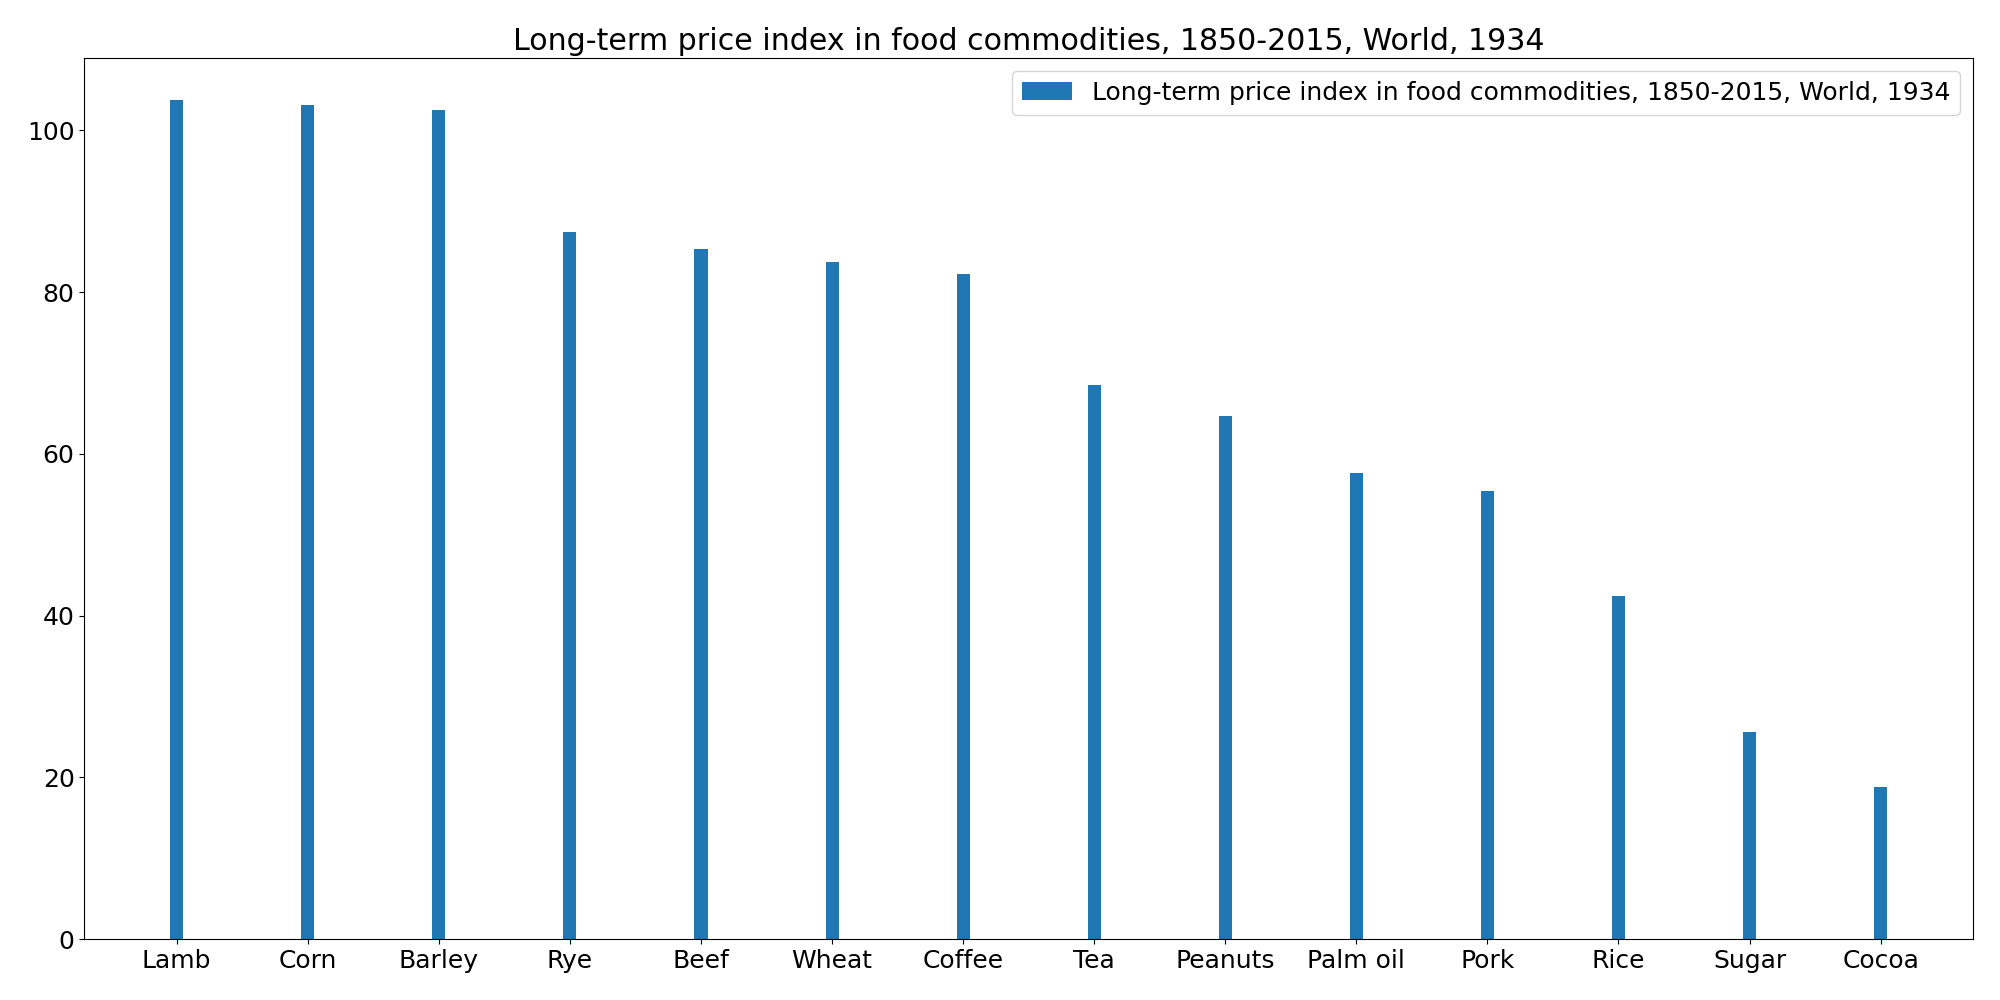 Long-term price index in food commodities, 1850-2015, World, 1934
Long-term price index in food commodities, 1850-2015, World, 1934
100
80
60
40
20
0
Lamb Corn Barley Rye Beef Wheat Coffee Tea Peanuts Palm oil Pork Rice Sugar Cocoa